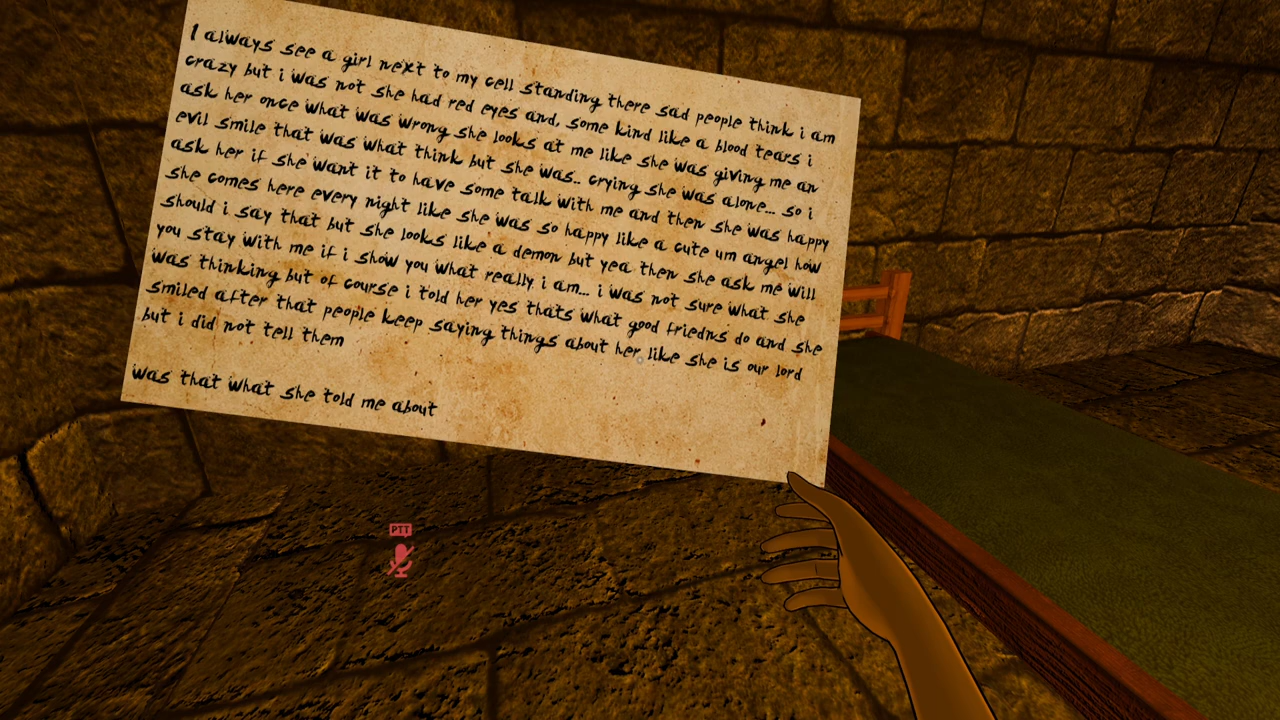 I always see a girl next to my cell standing there sad people think i am
crazy but i was not she had red eyes and, some kind like a blood tears i
ask her once what was wrong she looks at me like she was giving me an
evil smile that was what think but she was.. crying she was alone... so i
ask her if she want it to have some talk with me and then she was happy
she comes here every night like she was so happy like a cute um angel how
should i say that but she looks like a demon but yea then she ask me will
you stay with me if i show you what really i am... i was not sure what she
was thinking but of course i told her yes thats what good friedns do and she
smiled after that people keep saying things about her like she is our lord
but i did not tell them
was that what she told me about
PTT